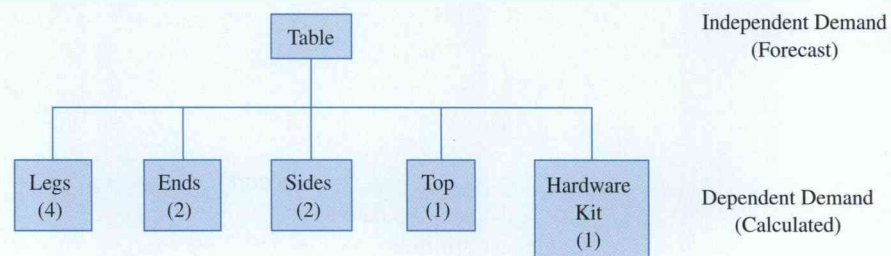 Table
Independent Demand
(Forecast)
Legs
(4)
Ends
(2)
Sides
(2)
Top
(1)
Hardware
Kit
(1)
Dependent Demand
(Calculated)